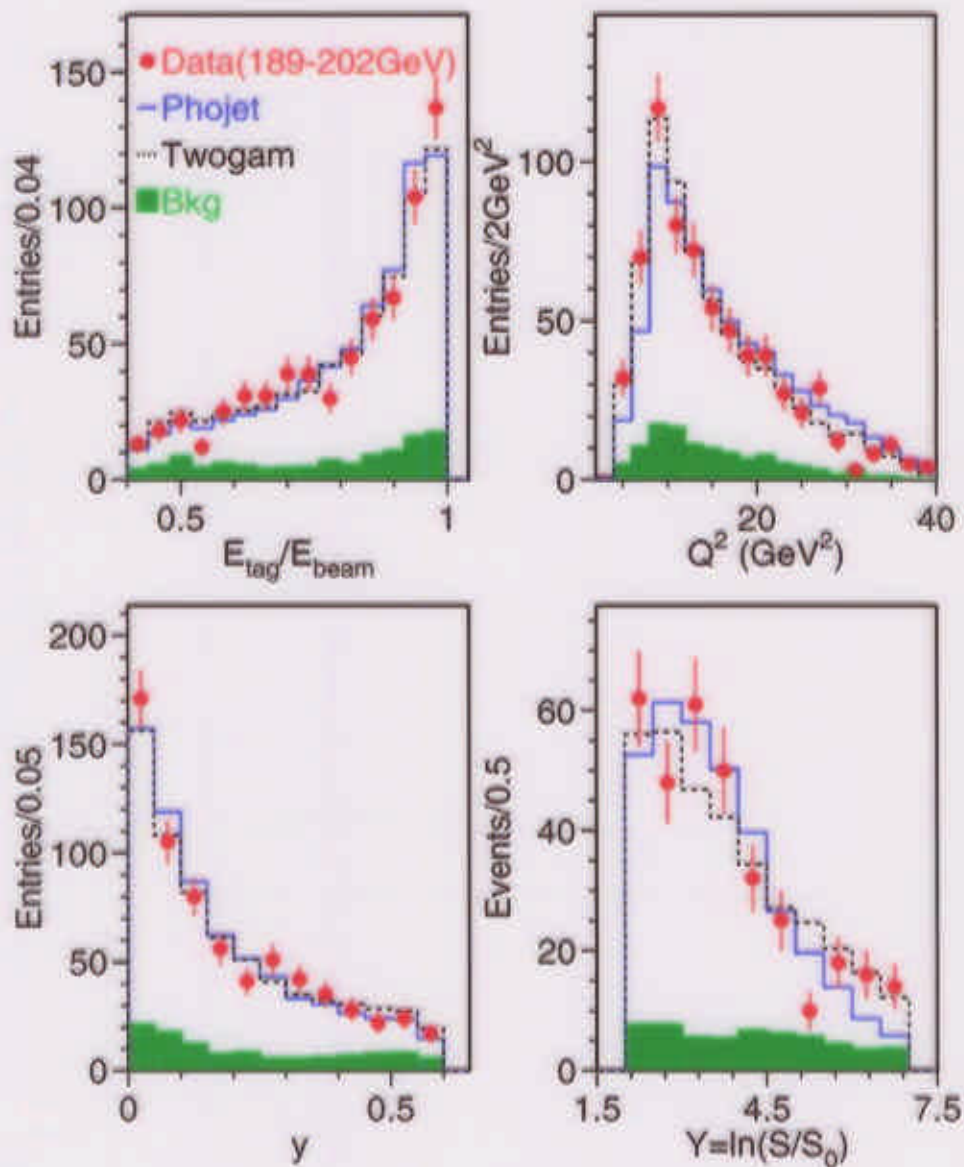 Entries/0.04
150
100
50
0
Data(189-202GeV)
Phojet
Twogam
Bkg
0.5
1
E_tag/E_beam
Entries/2GeV²
100
50
0
20
40
Q² (GeV²)
Entries/0.05
200
150
100
50
0
0
0.5
y
Events/0.5
60
40
20
0
1.5
4.5
7.5
Y=ln(S/S₀)